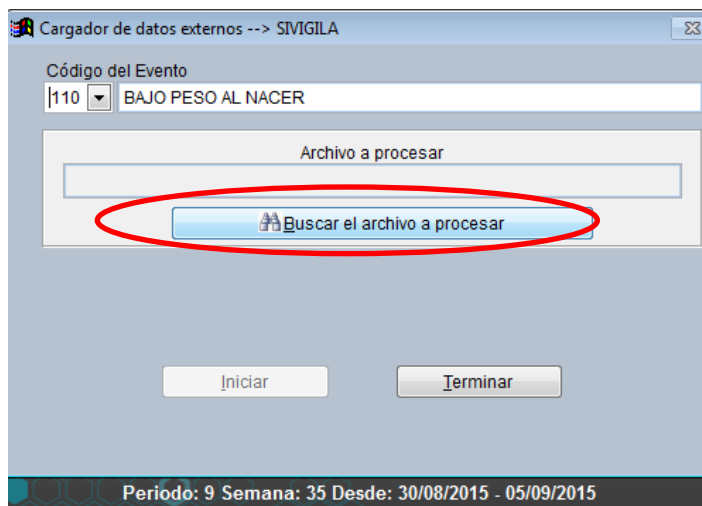 Cargador de datos externos --> SIVIGILA
Código del Evento
110 BAJO PESO AL NACER
Archivo a procesar
Buscar el archivo a procesar
Iniciar Terminar
Periodo: 9 Semana: 35 Desde: 30/08/2015 - 05/09/2015